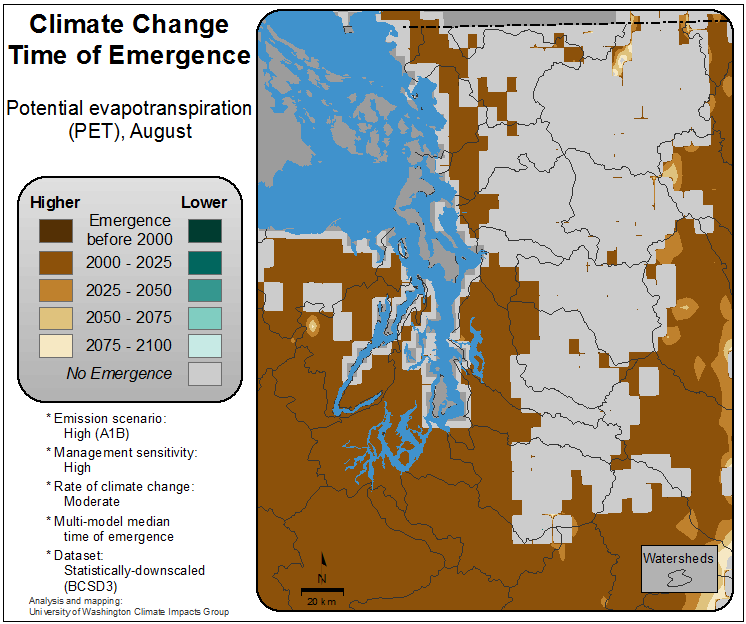 Climate Change
Time of Emergence
Potential evapotranspiration
(PET), August
Higher
Lower
Emergence
before 2000
2000 - 2025
2025 - 2050
2050 - 2075
2075 - 2100
No Emergence
* Emission scenario:
High (A1B)
* Management sensitivity:
High
* Rate of climate change:
Moderate
* Multi-model median
time of emergence
* Dataset:
Statistically-downscaled
(BCSD3)
Analysis and mapping:
University of Washington Climate Impacts Group
N
20 km
Watersheds